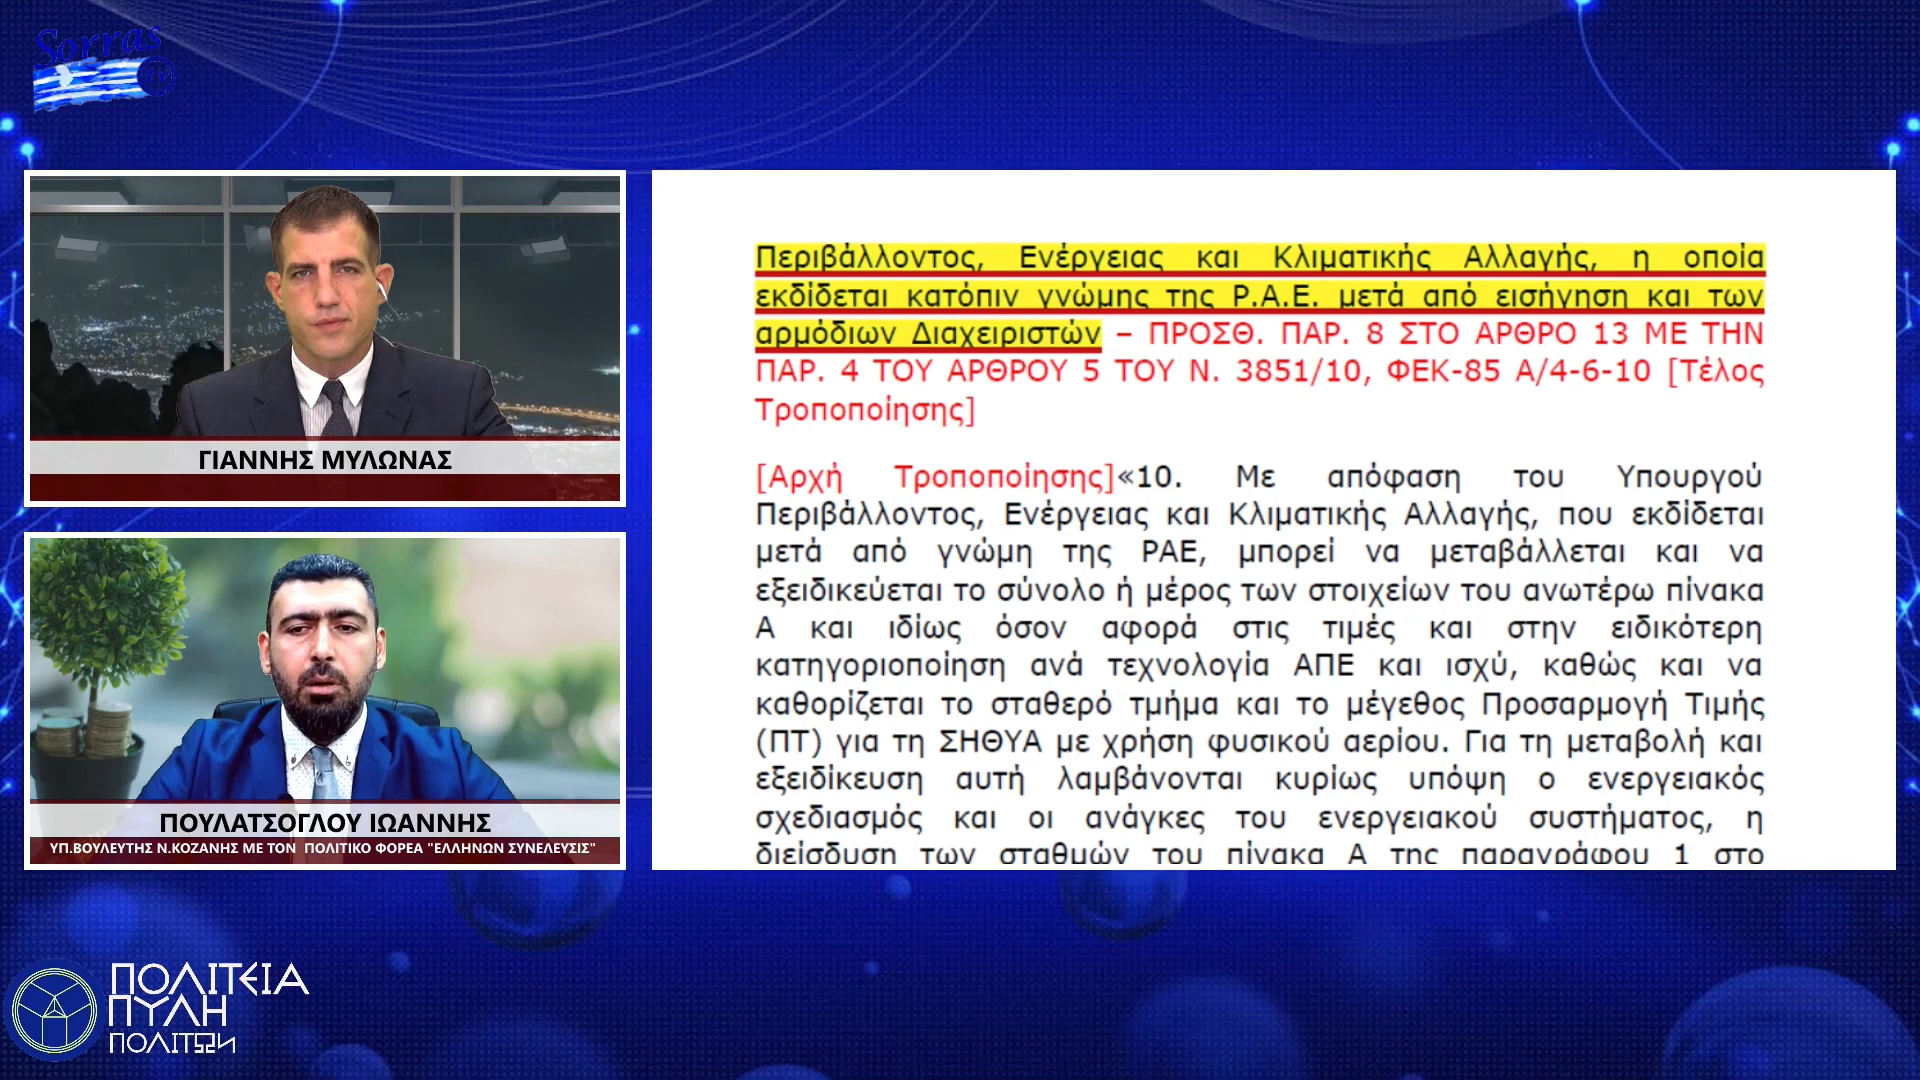 Sorras
TV
ΓΙΑΝΝΗΣ ΜΥΛΩΝΑΣ
ΠΟΥΛΑΤΣΟΓΛΟΥ ΙΩΑΝΝΗΣ
ΥΠ.ΒΟΥΛΕΥΤΗΣ Ν.ΚΟΖΑΝΗΣ ΜΕ ΤΟΝ ΠΟΛΙΤΙΚΟ ΦΟΡΕΑ "ΕΛΛΗΝΩΝ ΣΥΝΕΛΕΥΣΙΣ"
Περιβάλλοντος, Ενέργειας και Κλιματικής Αλλαγής, η οποία
εκδίδεται κατόπιν γνώμης της Ρ.Α.Ε. μετά από εισήγηση και των
αρμόδιων Διαχειριστών – ΠΡΟΣΘ. ΠΑΡ. 8 ΣΤΟ ΑΡΘΡΟ 13 ΜΕ ΤΗΝ
ΠΑΡ. 4 ΤΟΥ ΑΡΘΡΟΥ 5 ΤΟΥ Ν. 3851/10, ΦΕΚ-85 Α/4-6-10 [Τέλος
Τροποποίησης]
[Αρχή Τροποποίησης]«10. Με απόφαση του Υπουργού
Περιβάλλοντος, Ενέργειας και Κλιματικής Αλλαγής, που εκδίδεται
μετά από γνώμη της ΡΑΕ, μπορεί να μεταβάλλεται και να
εξειδικεύεται το σύνολο ή μέρος των στοιχείων του ανωτέρω πίνακα
Α και ιδίως όσον αφορά στις τιμές και στην ειδικότερη
κατηγοριοποίηση ανά τεχνολογία ΑΠΕ και ισχύ, καθώς και να
καθορίζεται το σταθερό τμήμα και το μέγεθος Προσαρμογή Τιμής
(ΠΤ) για τη ΣΗΘΥΑ με χρήση φυσικού αερίου. Για τη μεταβολή και
εξειδίκευση αυτή λαμβάνονται κυρίως υπόψη ο ενεργειακός
σχεδιασμός και οι ανάγκες του ενεργειακού συστήματος, η
διείσδυση των σταθμών του πίνακα Α της παραγράφου 1 στο
ΠΟΛΙΤΕΙΑ
ΠΥΛΗ
ΠΟΛΙΤΩΝ